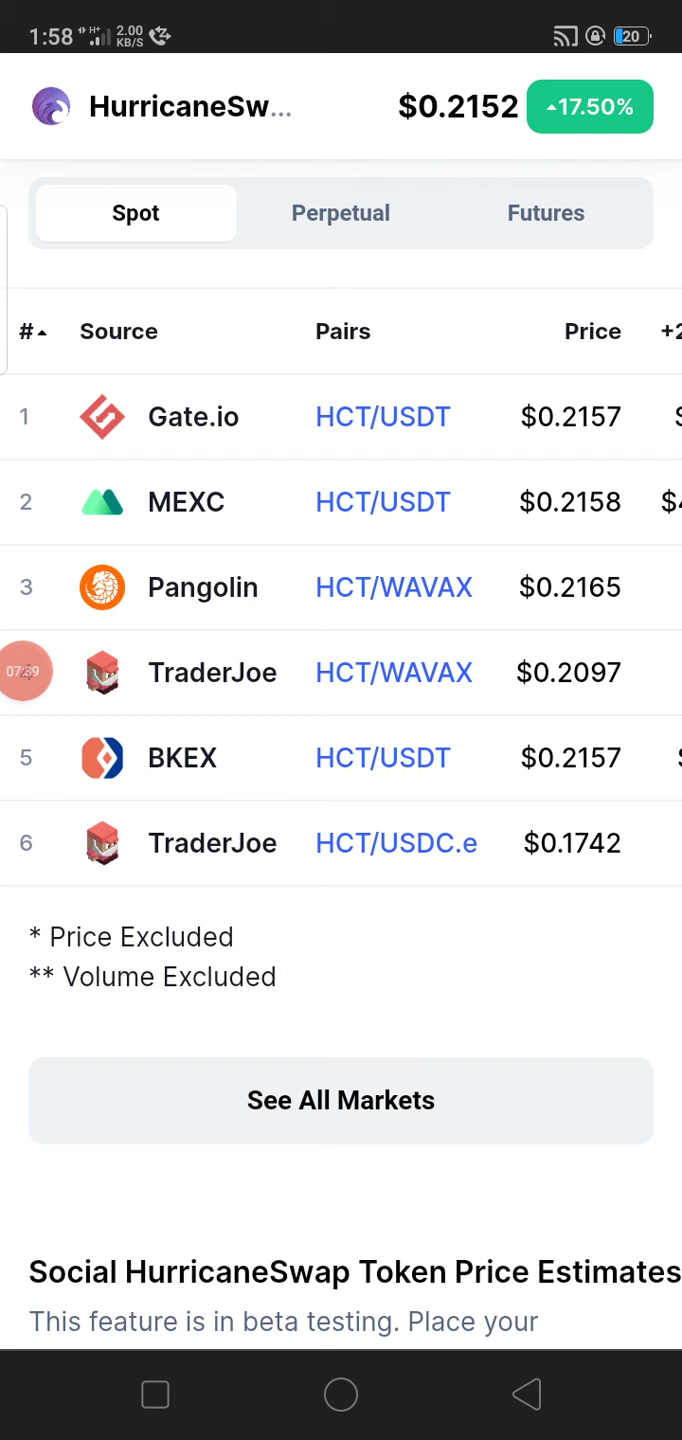 1:58 H+ 2.00 KB/S 20
HurricaneSw... $0.2152 17.50%
Spot Perpetual Futures
# Source Pairs Price +2
1 Gate.io HCT/USDT $0.2157 $
2 MEXC HCT/USDT $0.2158 $
3 Pangolin HCT/WAVAX $0.2165
07:39 TraderJoe HCT/WAVAX $0.2097
5 BKEX HCT/USDT $0.2157 $
6 TraderJoe HCT/USDC.e $0.1742
* Price Excluded
** Volume Excluded
See All Markets
Social HurricaneSwap Token Price Estimates
This feature is in beta testing. Place your